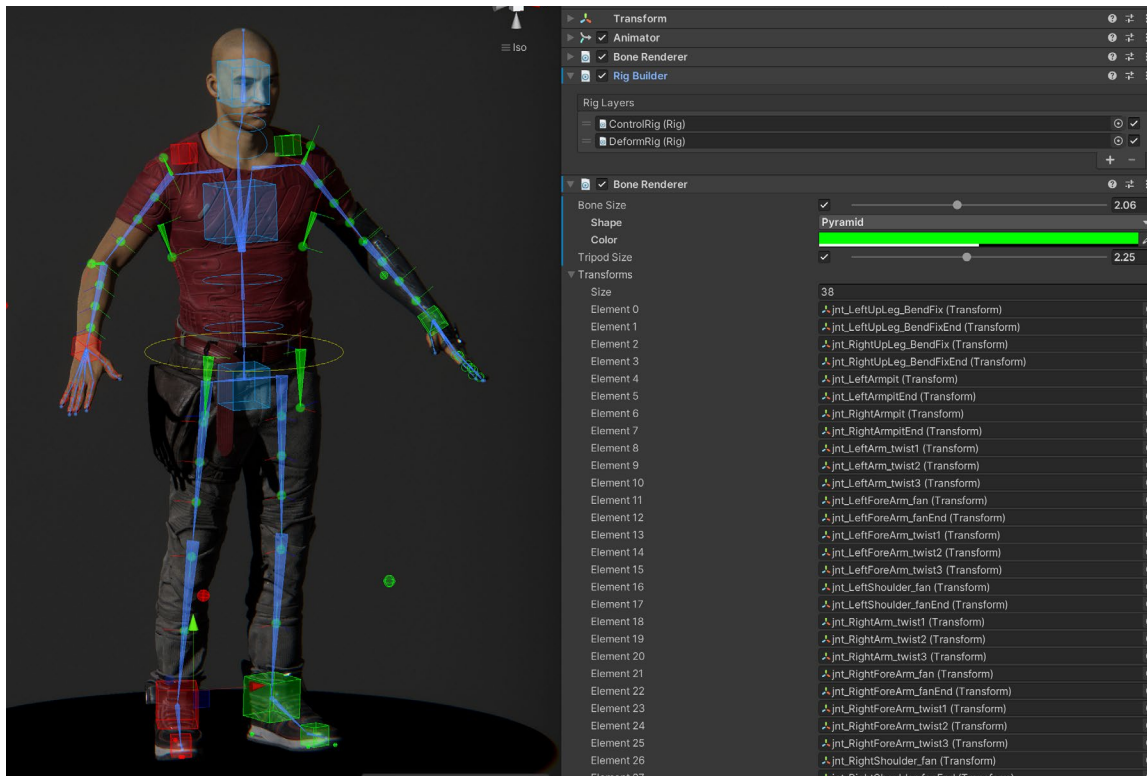 Iso
Transform
Animator
Bone Renderer
Rig Builder
Rig Layers
ControlRig (Rig)
DeformRig (Rig)
Bone Renderer
Bone Size 2.06
Shape Pyramid
Color
Tripod Size 2.25
Transforms
Size 38
Element 0 jnt_LeftUpLeg_BendFix (Transform)
Element 1 jnt_LeftUpLeg_BendFixEnd (Transform)
Element 2 jnt_RightUpLeg_BendFix (Transform)
Element 3 jnt_RightUpLeg_BendFixEnd (Transform)
Element 4 jnt_LeftArmpit (Transform)
Element 5 jnt_LeftArmpitEnd (Transform)
Element 6 jnt_RightArmpit (Transform)
Element 7 jnt_RightArmpitEnd (Transform)
Element 8 jnt_LeftArm_twist1 (Transform)
Element 9 jnt_LeftArm_twist2 (Transform)
Element 10 jnt_LeftArm_twist3 (Transform)
Element 11 jnt_LeftForeArm_fan (Transform)
Element 12 jnt_LeftForeArm_fanEnd (Transform)
Element 13 jnt_LeftForeArm_twist1 (Transform)
Element 14 jnt_LeftForeArm_twist2 (Transform)
Element 15 jnt_LeftForeArm_twist3 (Transform)
Element 16 jnt_LeftShoulder_fan (Transform)
Element 17 jnt_LeftShoulder_fanEnd (Transform)
Element 18 jnt_RightArm_twist1 (Transform)
Element 19 jnt_RightArm_twist2 (Transform)
Element 20 jnt_RightArm_twist3 (Transform)
Element 21 jnt_RightForeArm_fan (Transform)
Element 22 jnt_RightForeArm_fanEnd (Transform)
Element 23 jnt_RightForeArm_twist1 (Transform)
Element 24 jnt_RightForeArm_twist2 (Transform)
Element 25 jnt_RightForeArm_twist3 (Transform)
Element 26 jnt_RightShoulder_fan (Transform)